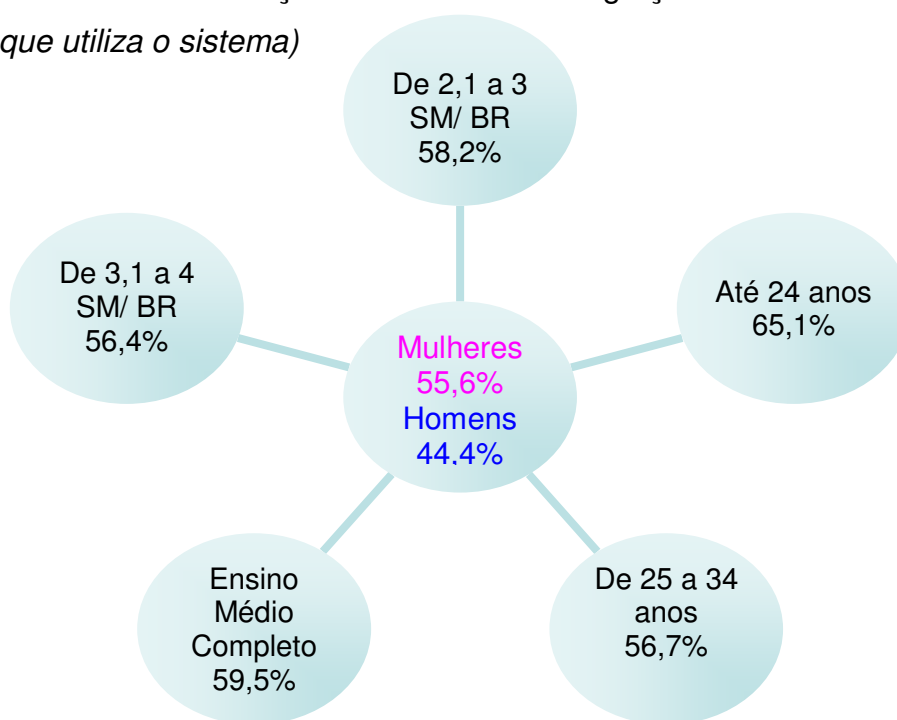 que utiliza o sistema)
De 2,1 a 3
SM/ BR
58,2%
De 3,1 a 4
SM/ BR
56,4%
Até 24 anos
65,1%
Mulheres
55,6%
Homens
44,4%
Ensino
Médio
Completo
59,5%
De 25 a 34
anos
56,7%